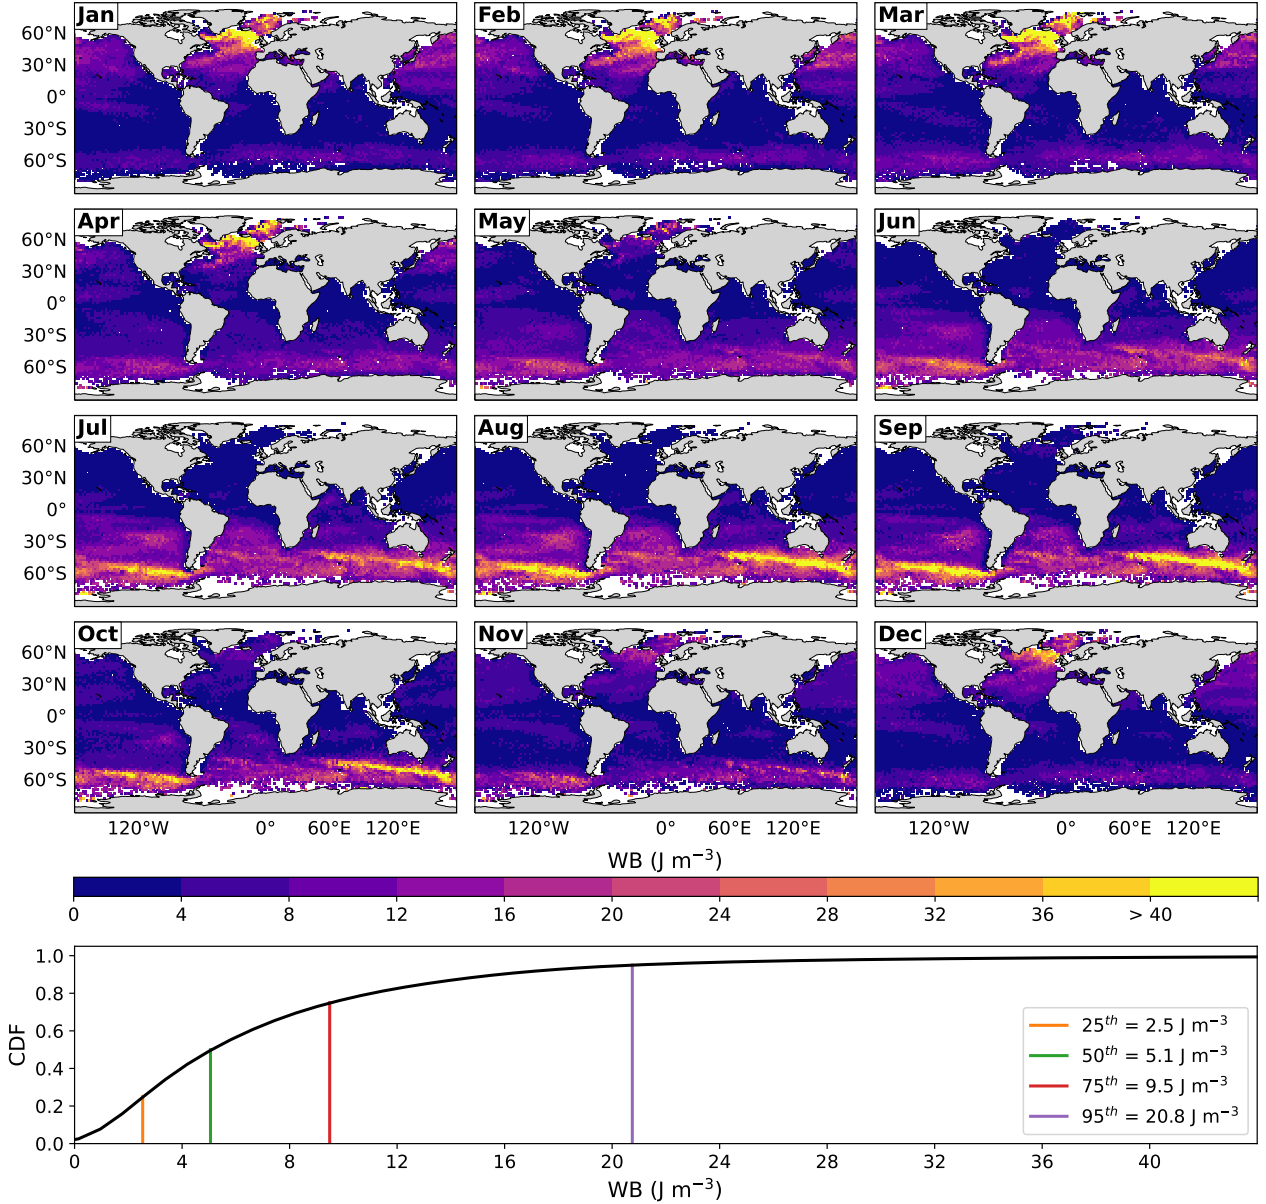 Jan
Feb
Mar
60°N
30°N
0°
30°S
60°S
Apr
May
Jun
60°N
30°N
0°
30°S
60°S
Jul
Aug
Sep
60°N
30°N
0°
30°S
60°S
Oct
Nov
Dec
60°N
30°N
0°
30°S
60°S
120°W 0° 60°E 120°E
120°W 0° 60°E 120°E
120°W 0° 60°E 120°E
WB (J m⁻³)
0 4 8 12 16 20 24 28 32 36 > 40
1.0
0.8
0.6
0.4
0.2
0.0
CDF
25ᵗʰ = 2.5 J m⁻³
50ᵗʰ = 5.1 J m⁻³
75ᵗʰ = 9.5 J m⁻³
95ᵗʰ = 20.8 J m⁻³
0 4 8 12 16 20 24 28 32 36 40
WB (J m⁻³)